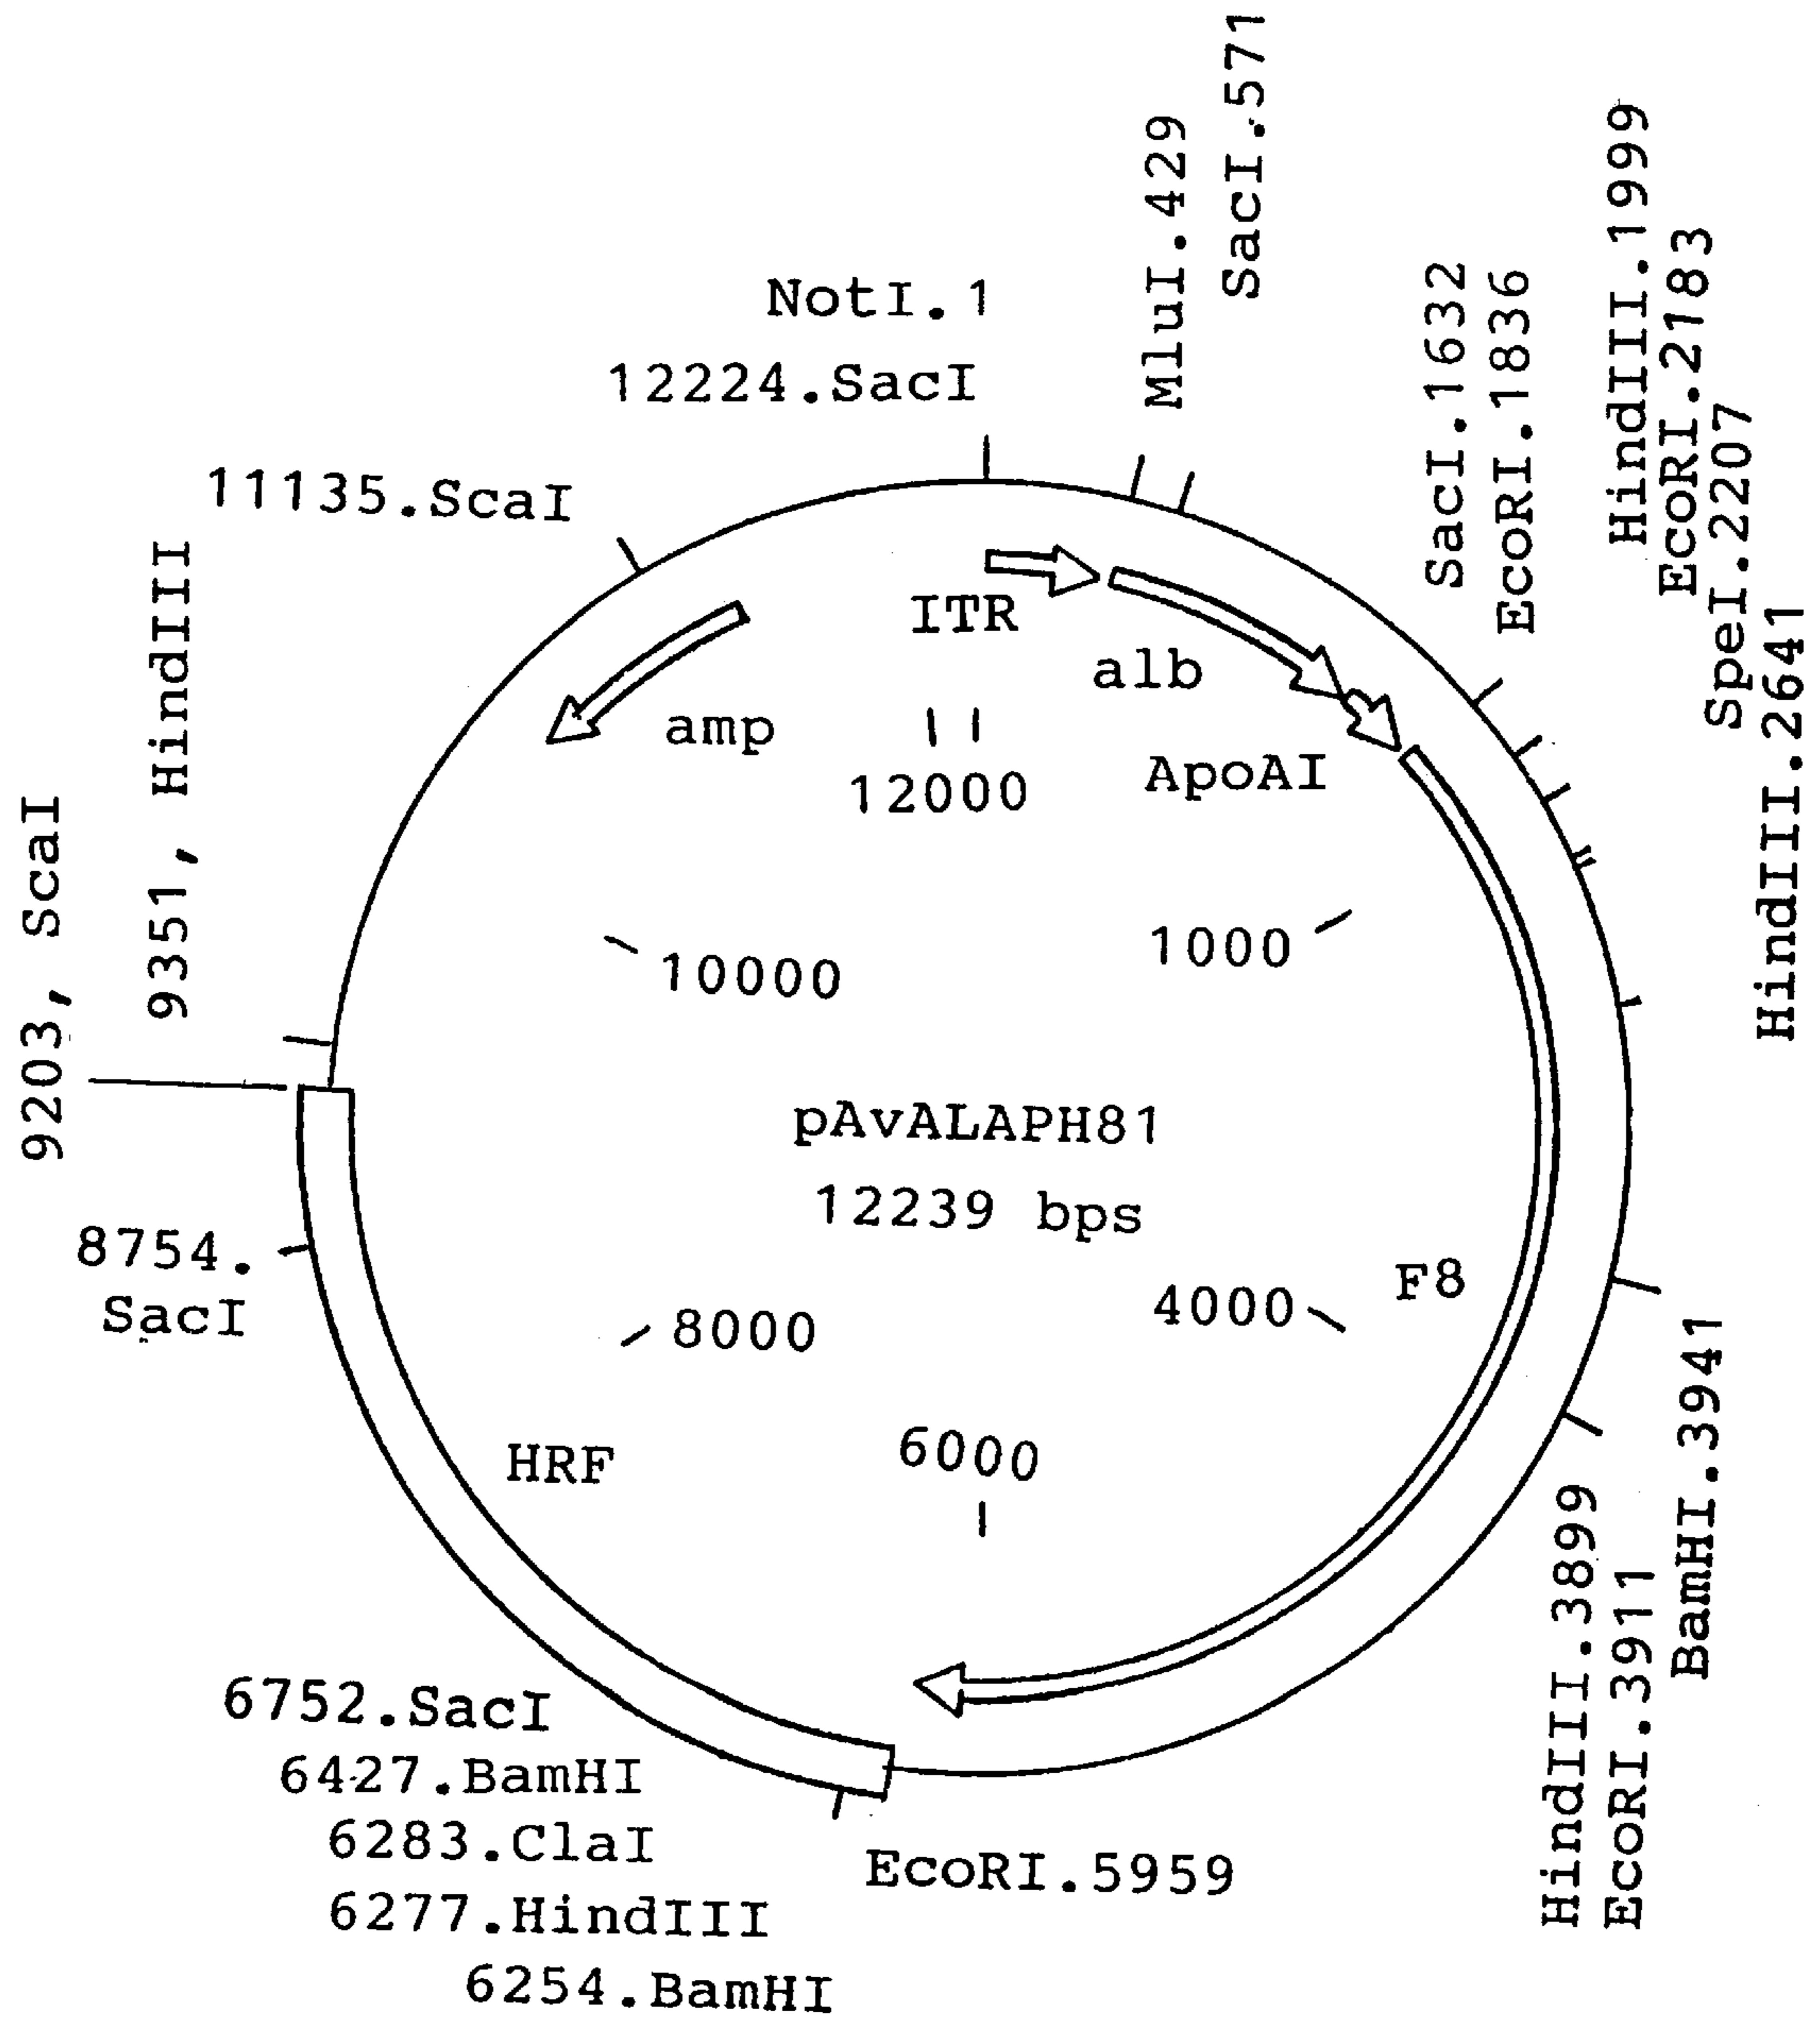 NotI.1
12224.SacI
MluI.429
SacI.571
SacI.1632
EcoRI.1836
HindIII.1999
EcoRI.2183
SpeI.2207
HindIII.2641
BamHI.3941
HindIII.3899
EcoRI.3911
EcoRI.5959
6254.BamHI
6277.HindIII
6283.ClaI
6427.BamHI
6752.SacI
8754.
SacI
9203, ScaI
9351, HindIII
11135.ScaI
ITR
alb
ApoAI
amp
12000
1000
10000
pAvALAPH81
12239 bps
F8
4000
8000
6000
HRF